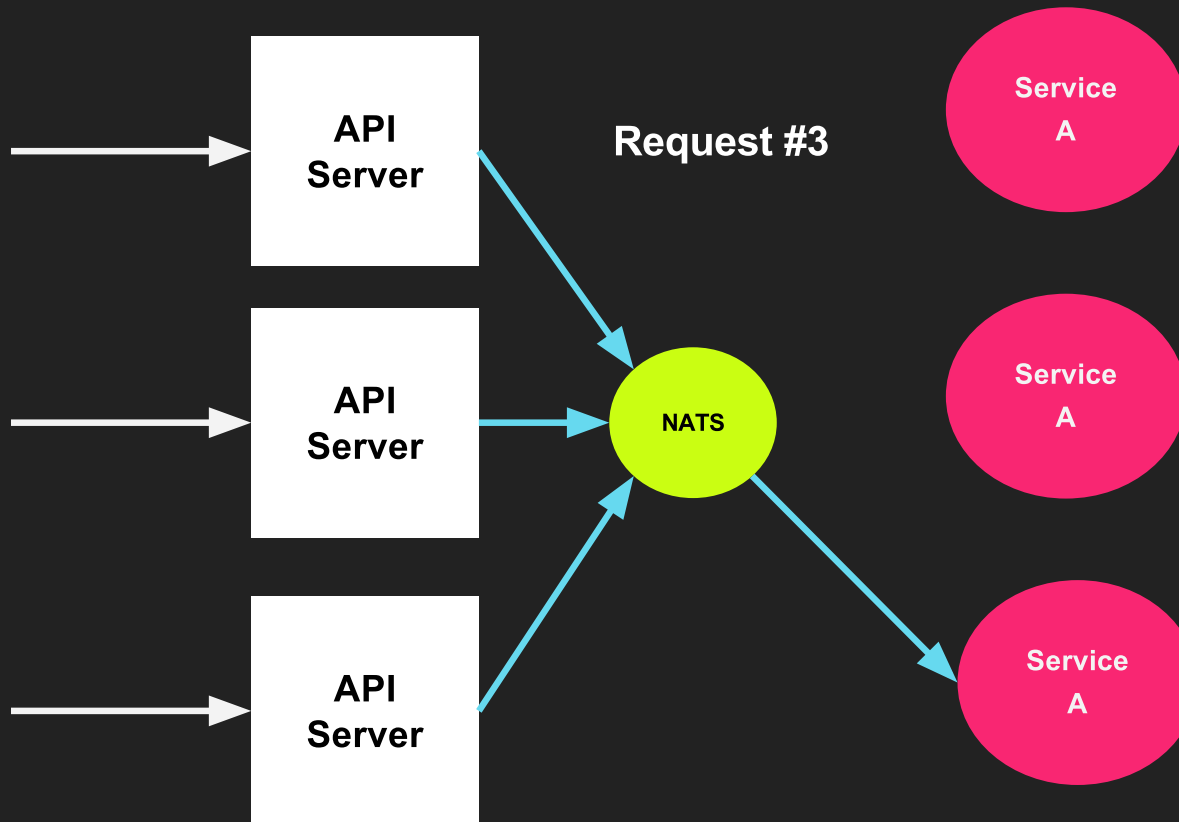 API
Server
Request #3
Service
A
API
Server
NATS
Service
A
API
Server
Service
A